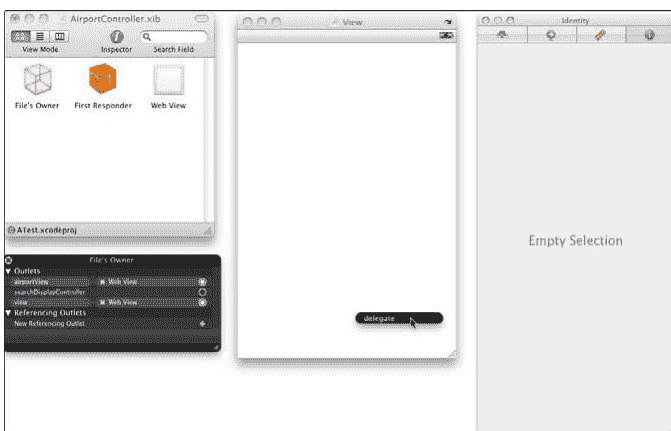 AirportController.xib
View Mode
Inspector
Search Field
File's Owner
First Responder
Web View
ATest.xcodeproj
File's Owner
Outlets
airportView
Web View
searchDisplayController
view
Web View
Referencing Outlets
New Referencing Outlet
View
delegate
Identity
Empty Selection